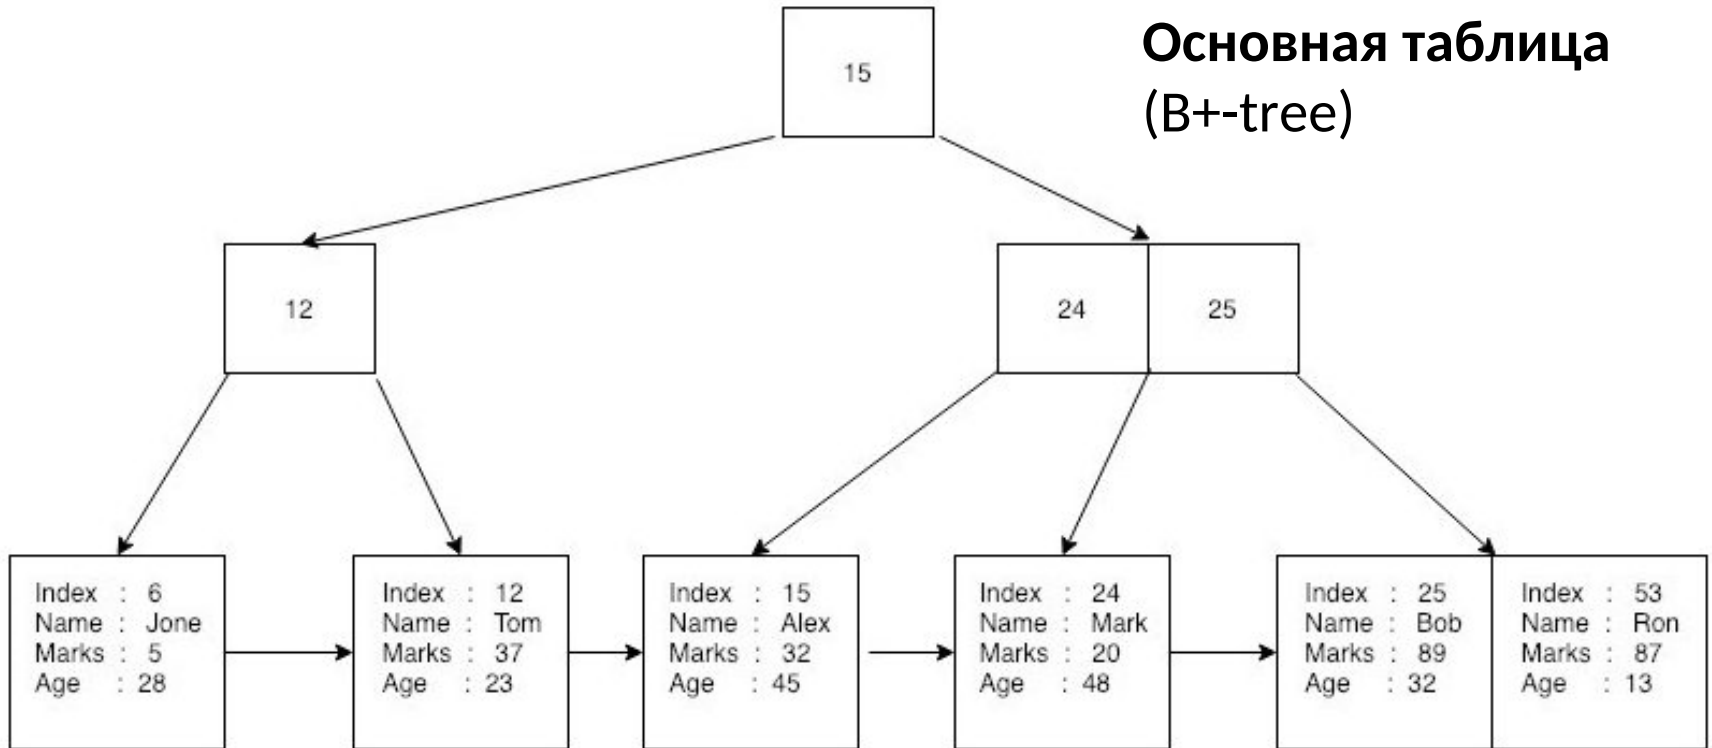 Основная таблица
(B+-tree)
15
12
24
25
Index : 6
Name : Jone
Marks : 5
Age : 28
Index : 12
Name : Tom
Marks : 37
Age : 23
Index : 15
Name : Alex
Marks : 32
Age : 45
Index : 24
Name : Mark
Marks : 20
Age : 48
Index : 25
Name : Bob
Marks : 89
Age : 32
Index : 53
Name : Ron
Marks : 87
Age : 13